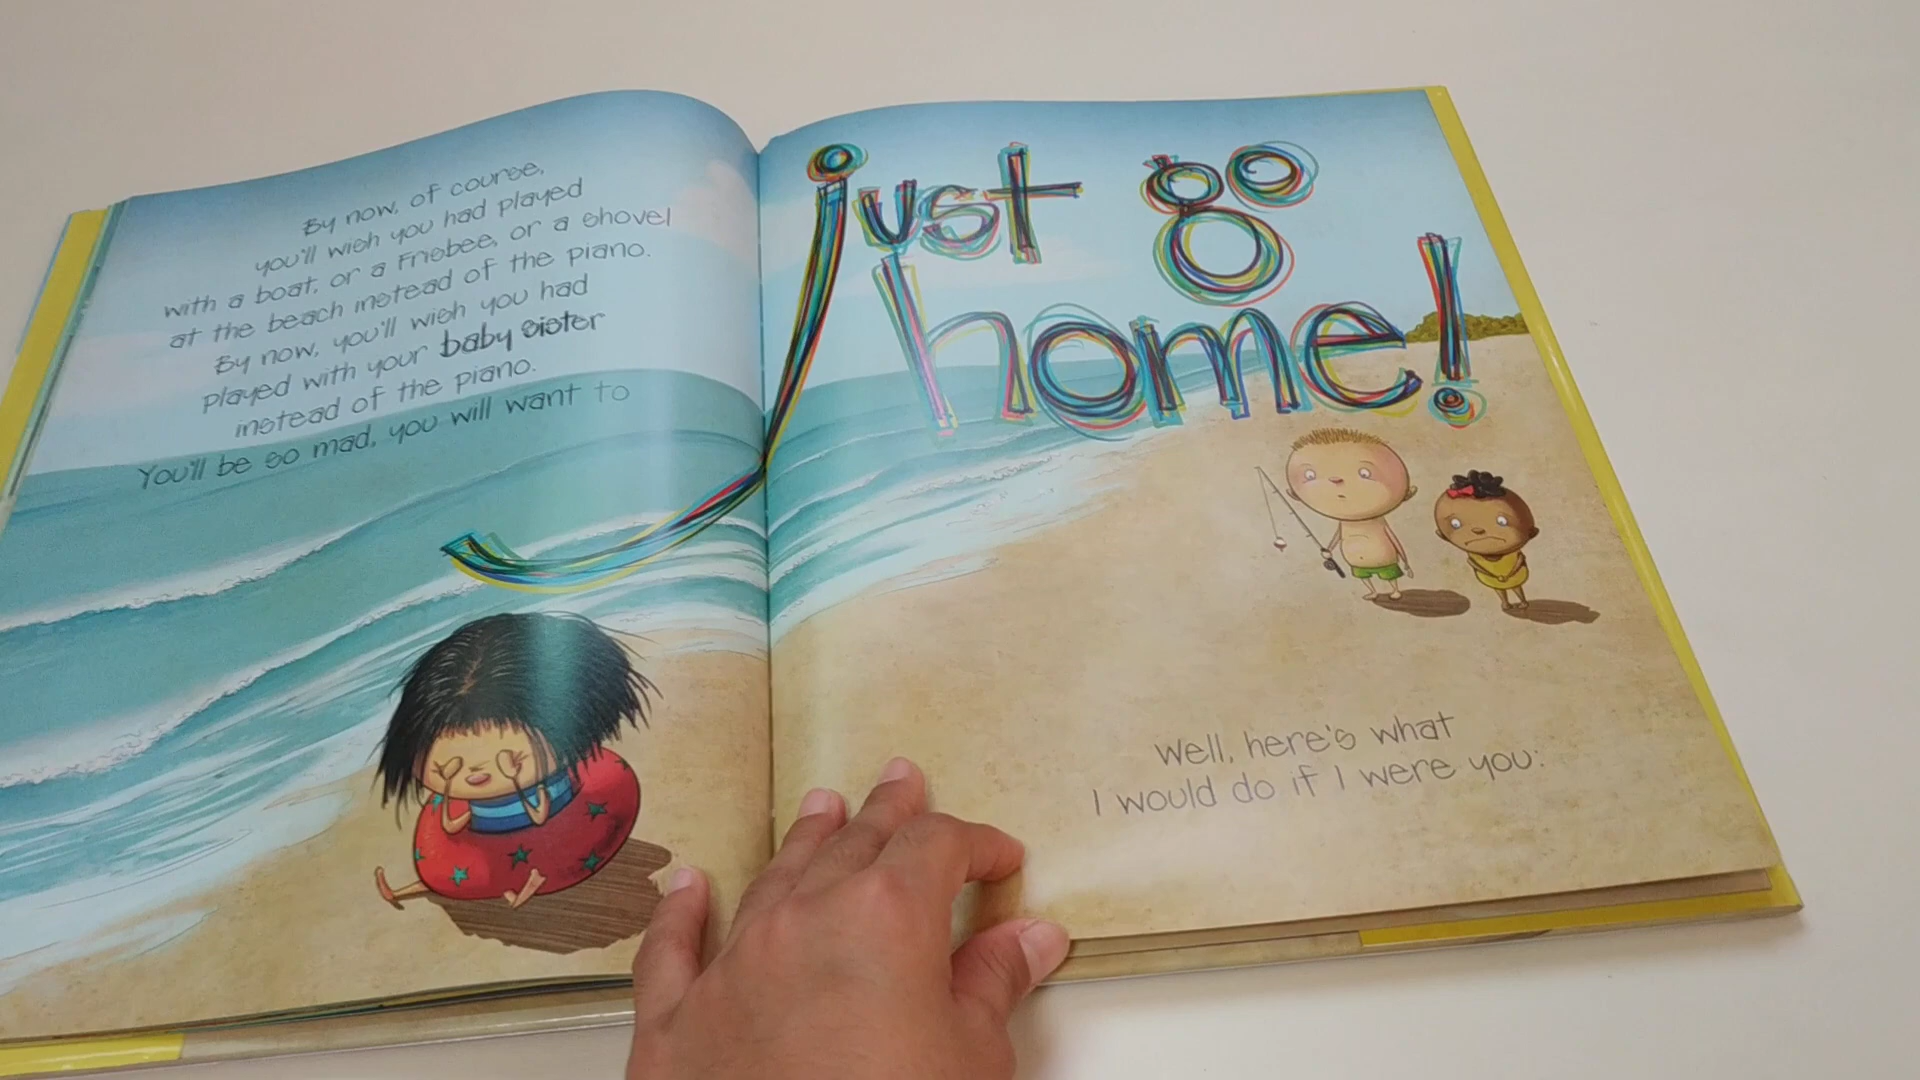 By now, of course,
you'll wish you had played
with a boat, or a Frisbee, or a shovel
at the beach instead of the piano.
By now, you'll wish you had
played with your baby sister
instead of the piano.
You'll be so mad, you will want to
just go
home!
Well, here's what
I would do if I were you: